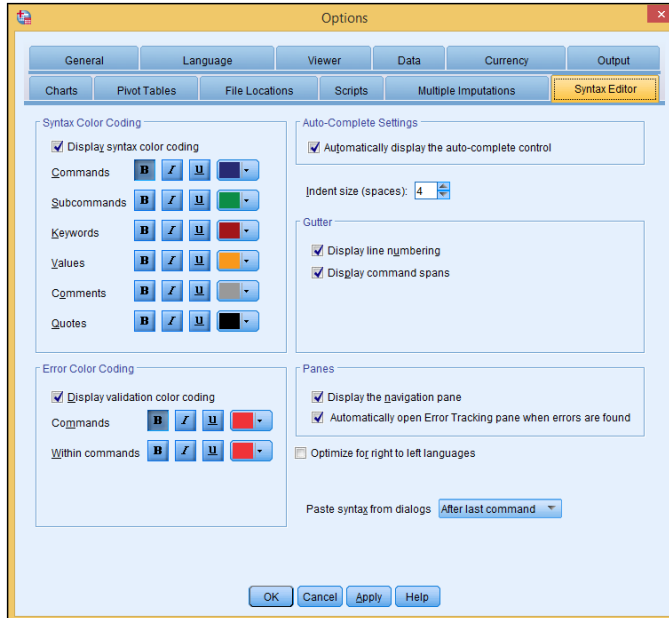 Options
General Language Viewer Data Currency Output
Charts Pivot Tables File Locations Scripts Multiple Imputations Syntax Editor
Syntax Color Coding
Display syntax color coding
Commands B I U
Subcommands B I U
Keywords B I U
Values B I U
Comments B I U
Quotes B I U
Error Color Coding
Display validation color coding
Commands B I U
Within commands B I U
Auto-Complete Settings
Automatically display the auto-complete control
Indent size (spaces): 4
Gutter
Display line numbering
Display command spans
Panes
Display the navigation pane
Automatically open Error Tracking pane when errors are found
Optimize for right to left languages
Paste syntax from dialogs After last command
OK Cancel Apply Help